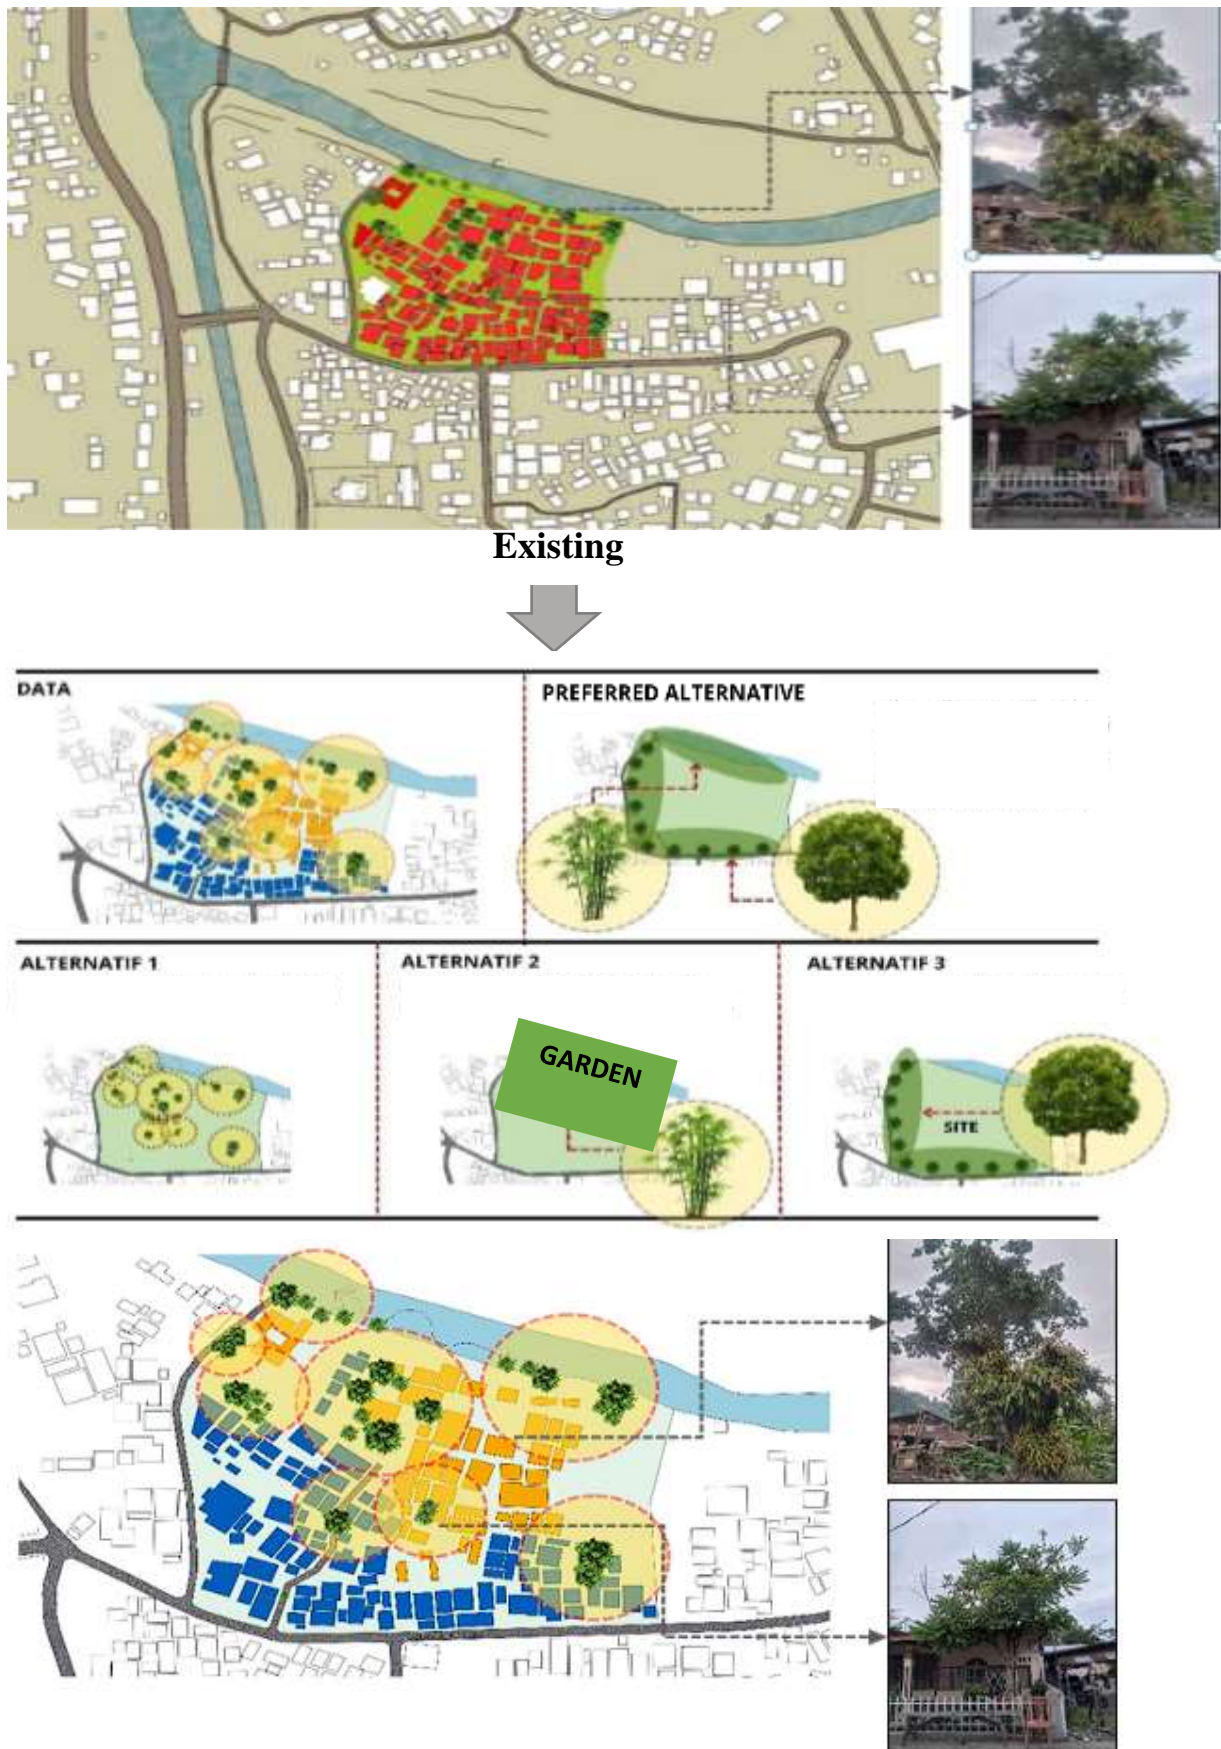 Existing
DATA
PREFERRED ALTERNATIVE
ALTERNATIF 1
ALTERNATIF 2
ALTERNATIF 3
GARDEN
SITE